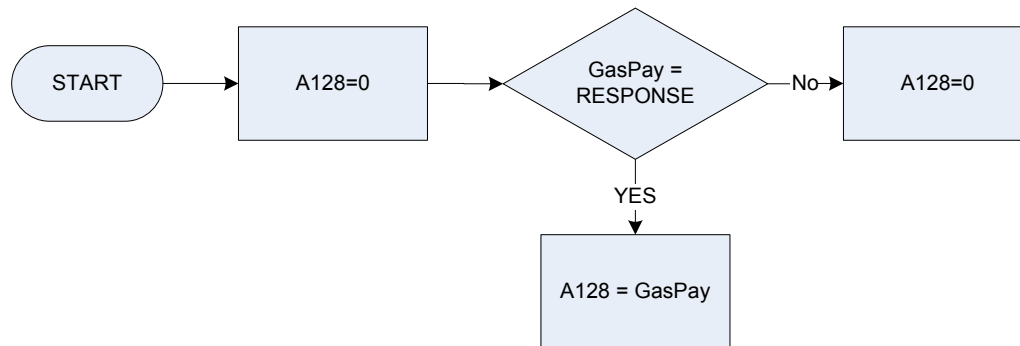 START
A128=0
GasPay =
RESPONSE
No
A128=0
YES
A128 = GasPay